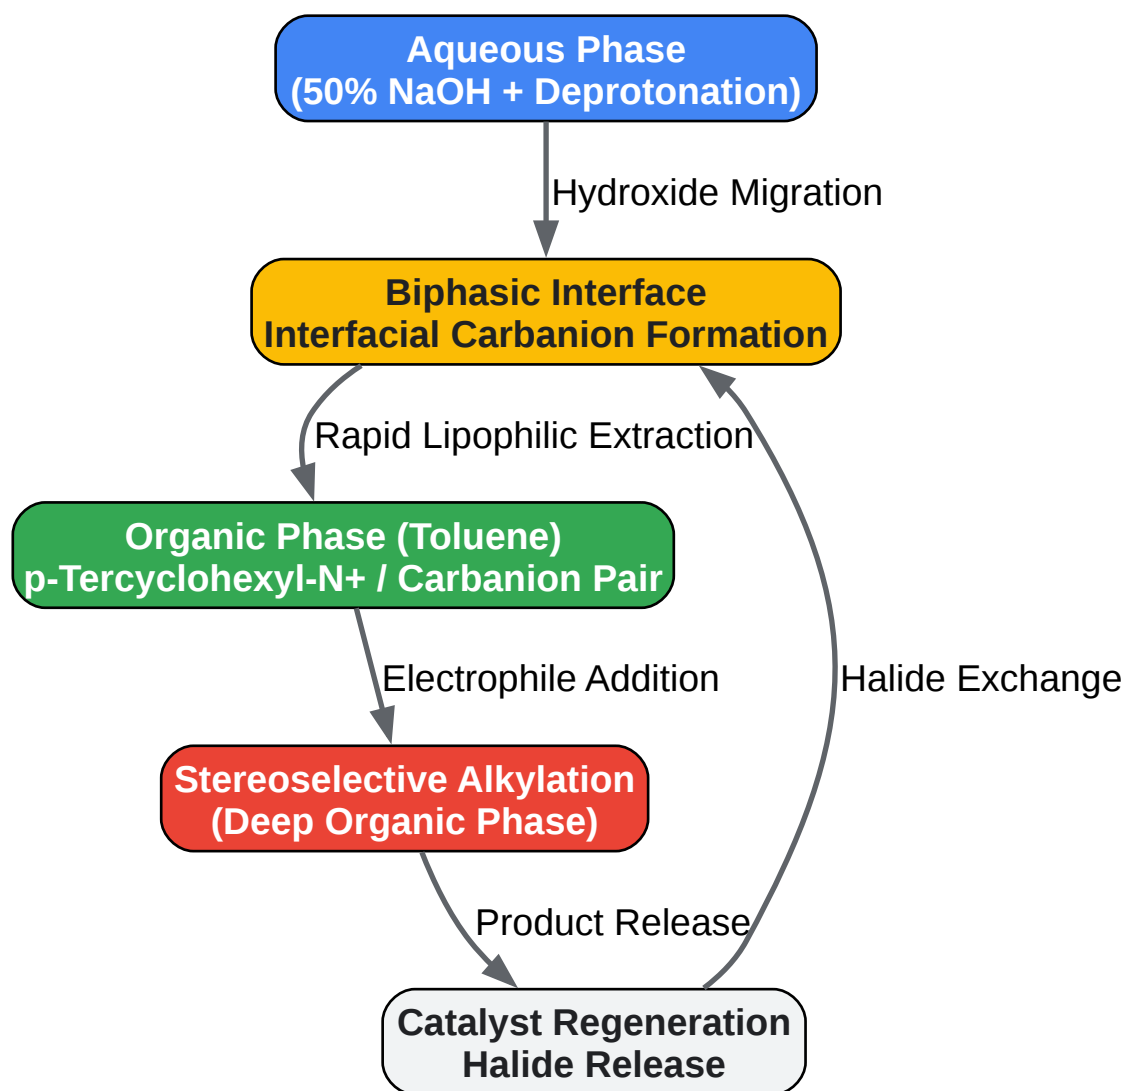 Aqueous Phase
(50% NaOH + Deprotonation)
Hydroxide Migration
Biphasic Interface
Interfacial Carbanion Formation
Rapid Lipophilic Extraction
Organic Phase (Toluene)
p-Tercyclohexyl-N+ / Carbanion Pair
Electrophile Addition
Halide Exchange
Stereoselective Alkylation
(Deep Organic Phase)
Product Release
Catalyst Regeneration
Halide Release